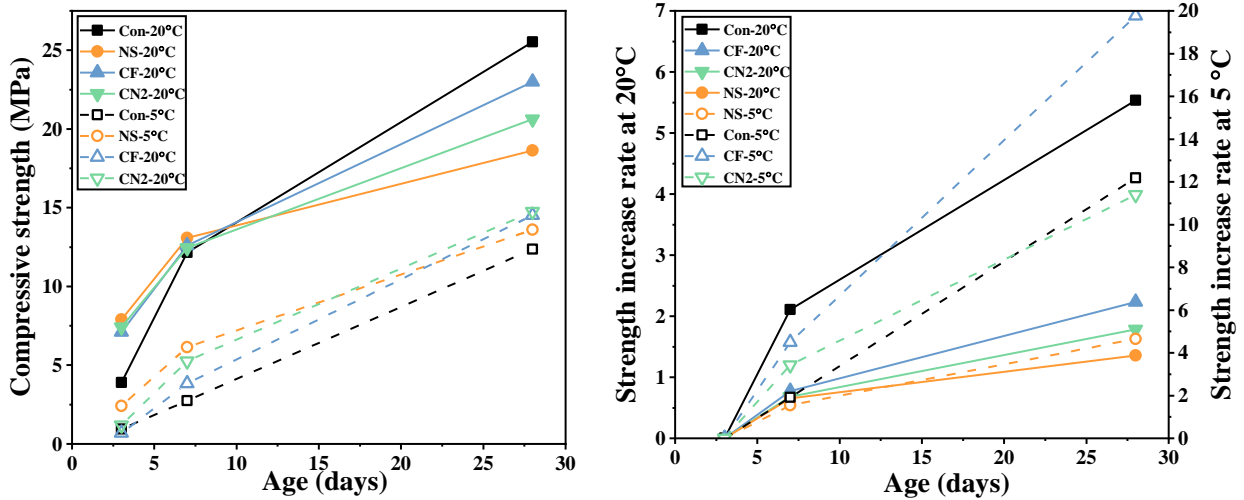 Compressive strength (MPa)
25
20
15
10
5
0
Con-20°C
NS-20°C
CF-20°C
CN2-20°C
Con-5°C
NS-5°C
CF-20°C
CN2-20°C
0 5 10 15 20 25 30
Age (days)
Strength increase rate at 20°C
7
6
5
4
3
2
1
0
Con-20°C
CF-20°C
CN2-20°C
NS-20°C
NS-5°C
Con-5°C
CF-5°C
CN2-5°C
0 5 10 15 20 25 30
Age (days)
20
18
16
14
12
10
8
6
4
2
0
Strength increase rate at 5 °C